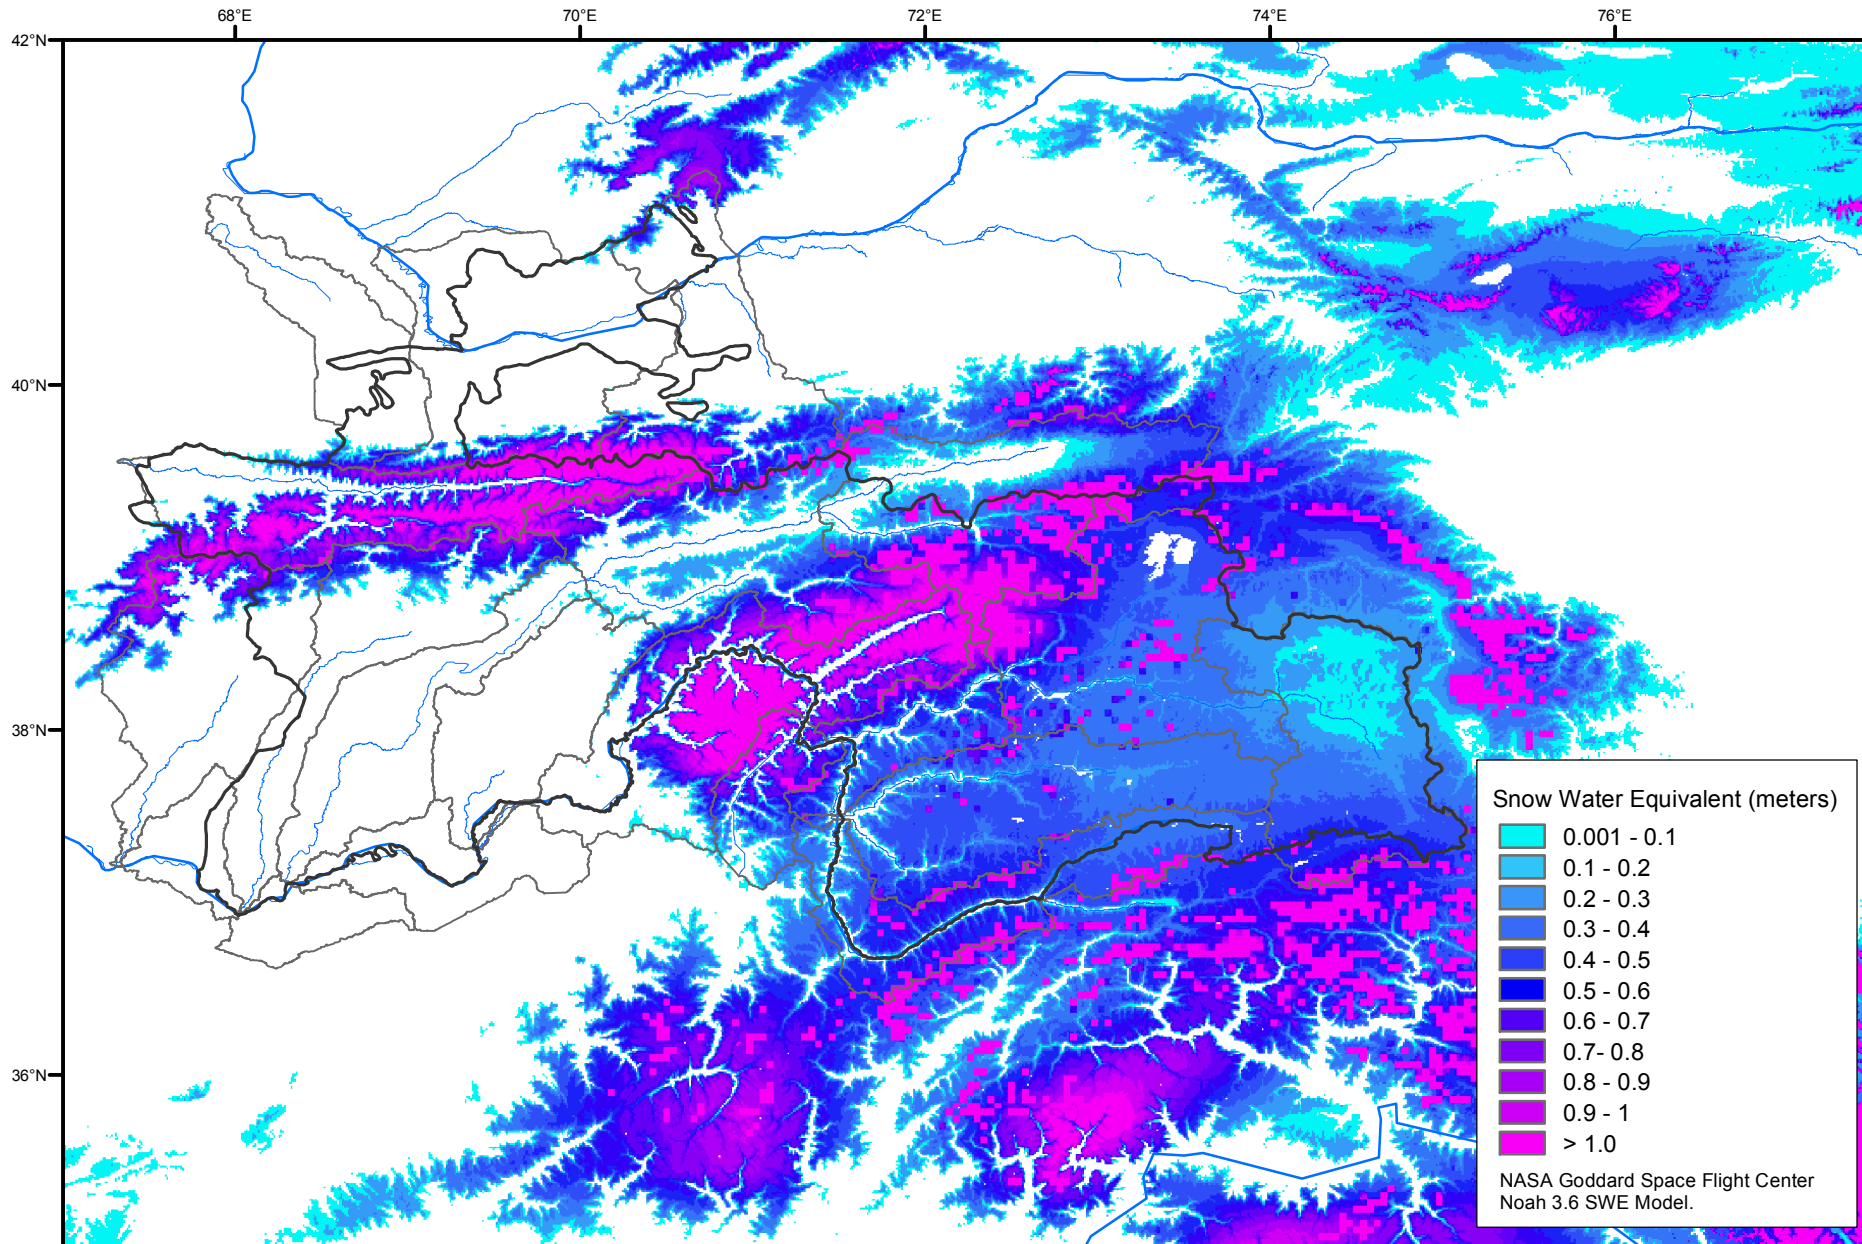 68°E
70°E
72°E
74°E
76°E
42°N
40°N
38°N
36°N
Snow Water Equivalent (meters)
0.001 - 0.1
0.1 - 0.2
0.2 - 0.3
0.3 - 0.4
0.4 - 0.5
0.5 - 0.6
0.6 - 0.7
0.7- 0.8
0.8 - 0.9
0.9 - 1
> 1.0
NASA Goddard Space Flight Center
Noah 3.6 SWE Model.